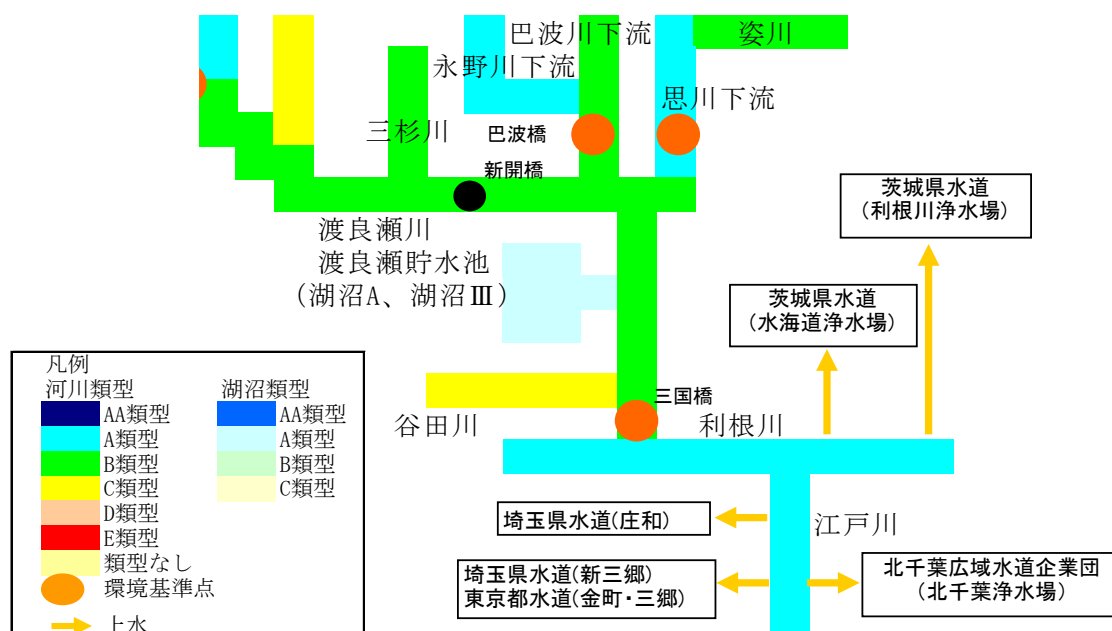 巴波川下流
姿川
永野川下流
思川下流
三杉川
巴波橋
新開橋
茨城県水道
(利根川浄水場)
渡良瀬川
渡良瀬貯水池
(湖沼A、湖沼Ⅲ)
茨城県水道
(水海道浄水場)
三国橋
谷田川
利根川
凡例
河川類型
湖沼類型
AA類型
AA類型
A類型
A類型
B類型
B類型
C類型
C類型
D類型
E類型
類型なし
環境基準点
上水
埼玉県水道(庄和)
江戸川
埼玉県水道(新三郷)
東京都水道(金町・三郷)
北千葉広域水道企業団
(北千葉浄水場)